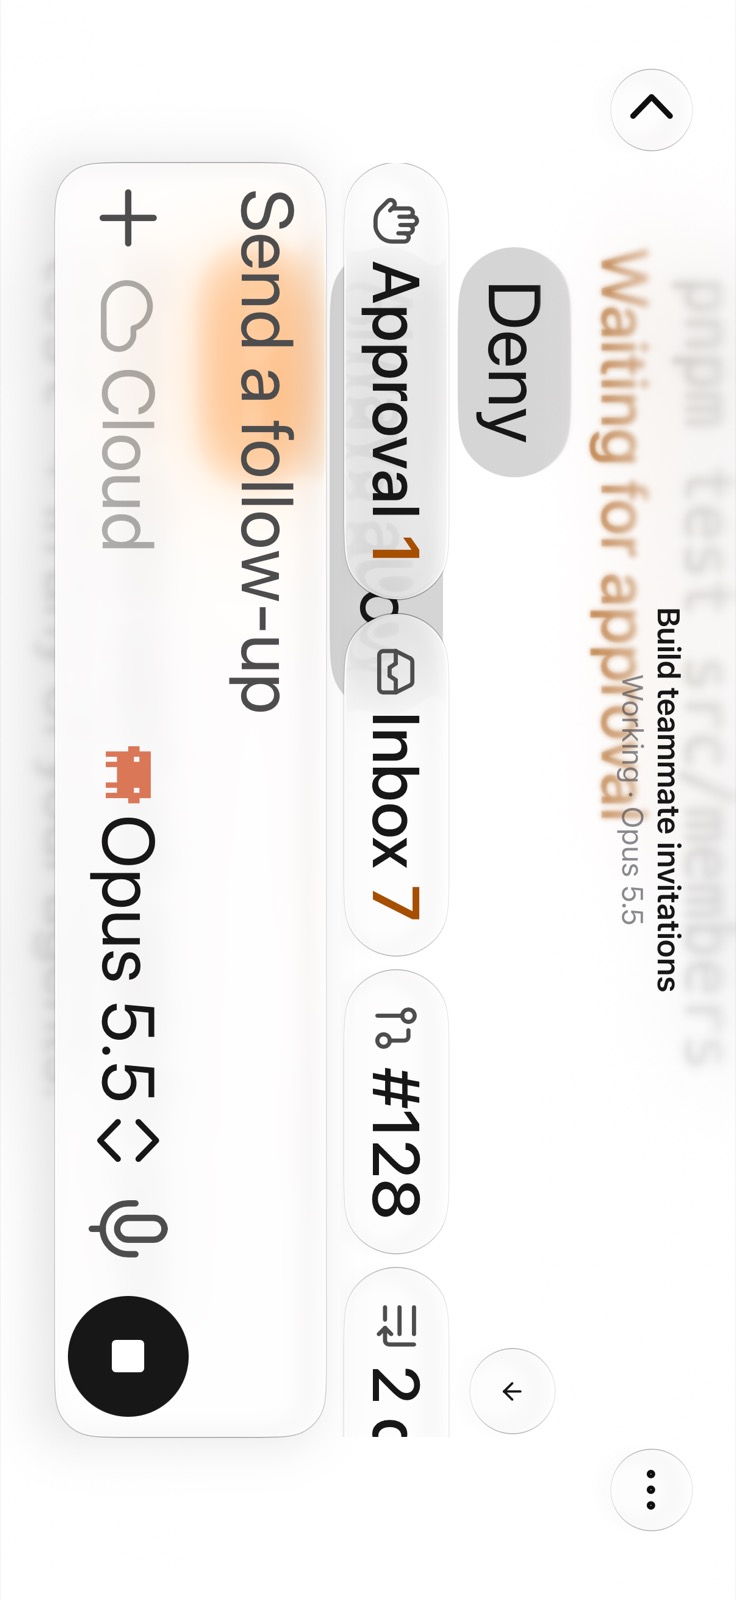 pnpm test src/members
Build teammate invitations
Working · Opus 5.5
Waiting for approval
Deny
Approval 1
Inbox 7
#128
2
Send a follow-up
Cloud
Opus 5.5